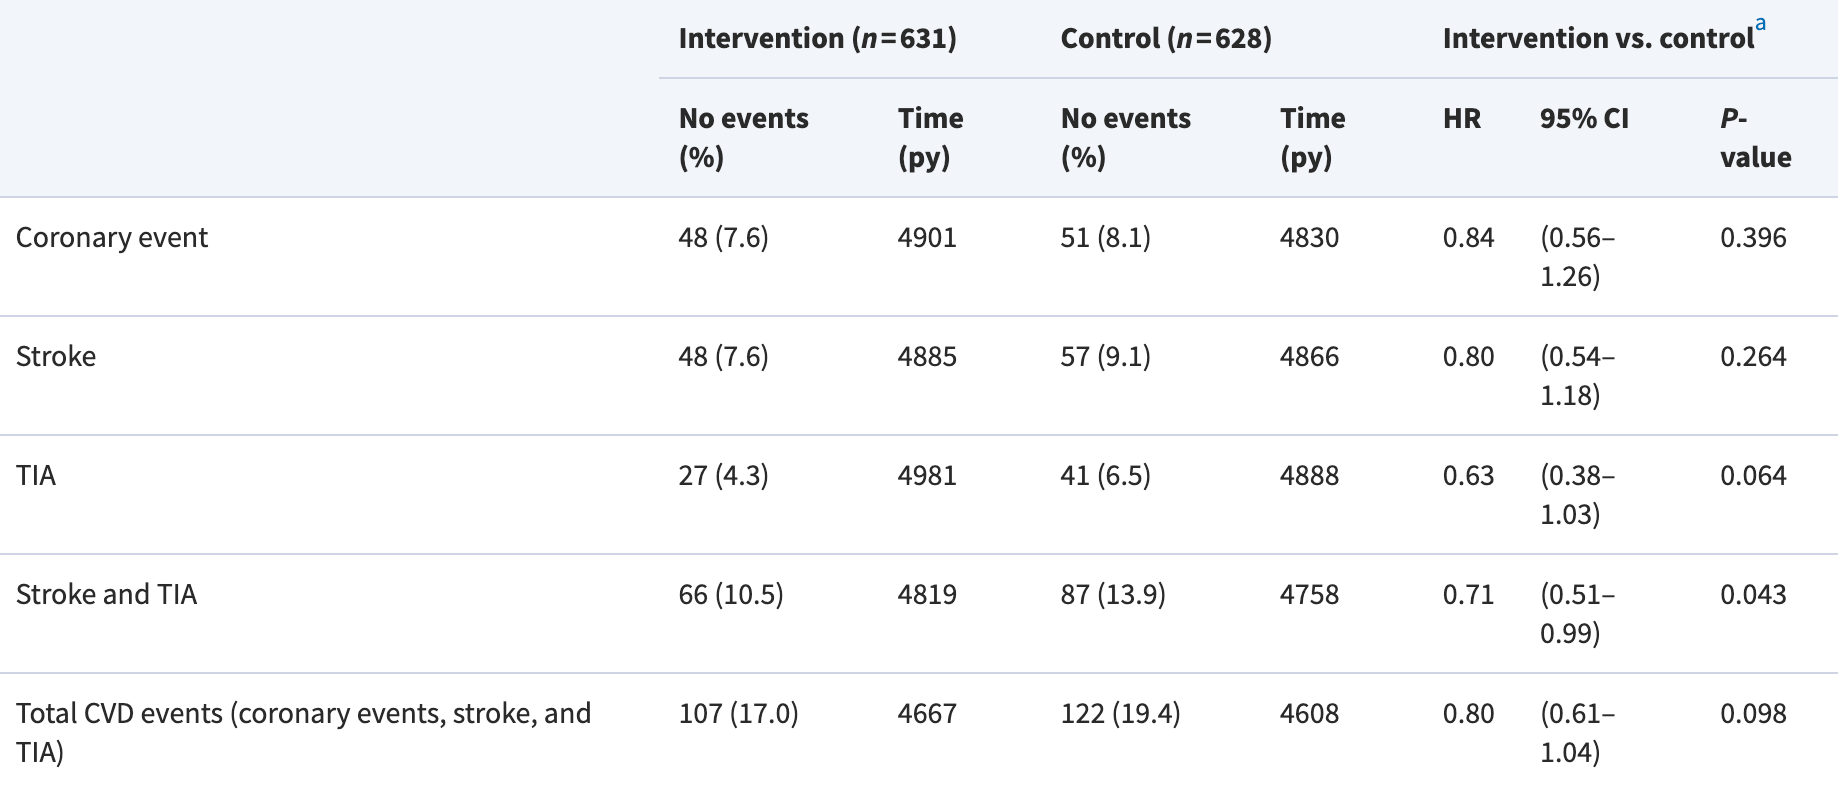 Intervention (n=631) Control (n=628) Intervention vs. controla
No events Time No events Time HR 95% CI P-
(%) (py) (%) (py) value
Coronary event 48 (7.6) 4901 51 (8.1) 4830 0.84 (0.56– 0.396
1.26)
Stroke 48 (7.6) 4885 57 (9.1) 4866 0.80 (0.54– 0.264
1.18)
TIA 27 (4.3) 4981 41 (6.5) 4888 0.63 (0.38– 0.064
1.03)
Stroke and TIA 66 (10.5) 4819 87 (13.9) 4758 0.71 (0.51– 0.043
0.99)
Total CVD events (coronary events, stroke, and 107 (17.0) 4667 122 (19.4) 4608 0.80 (0.61– 0.098
TIA) 1.04)